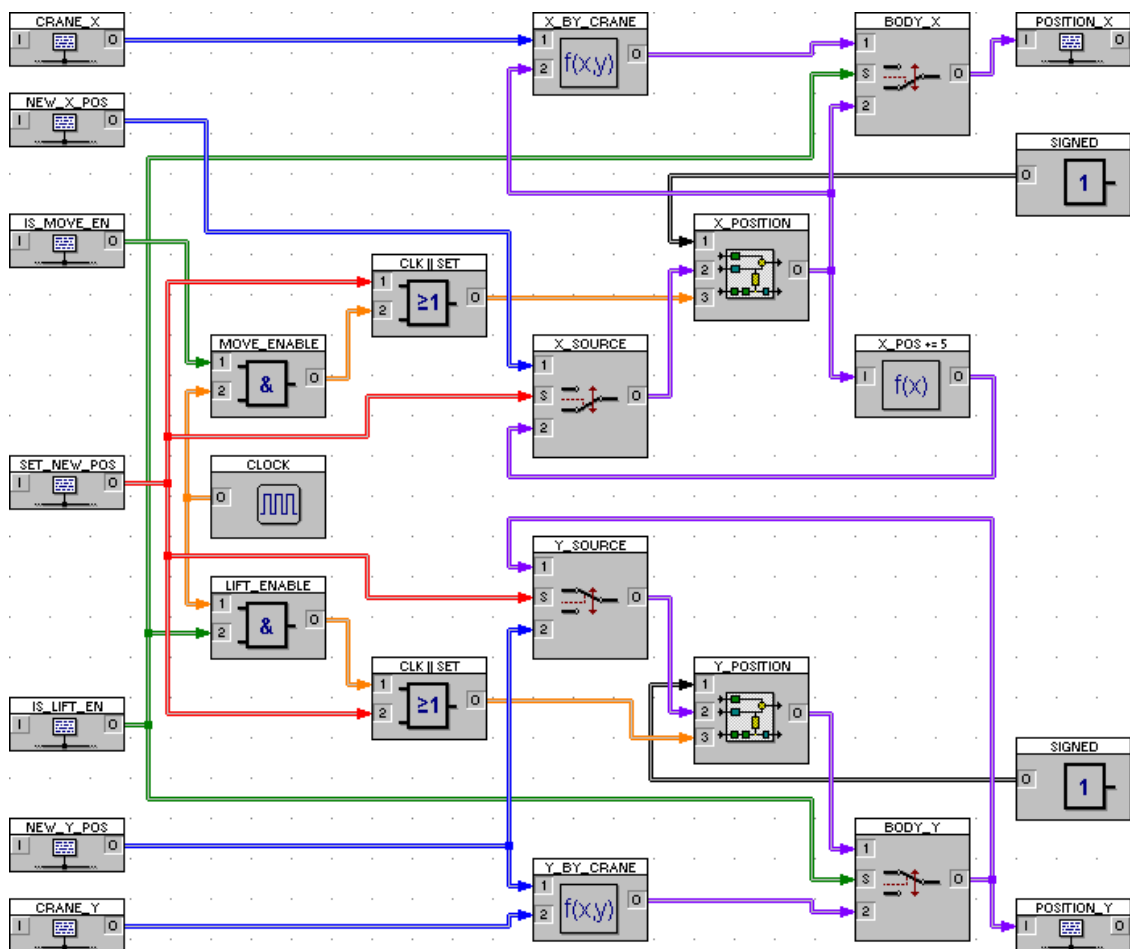 CRANE_X
I O
X_BY_CRANE
1 O
2
f(x,y)
BODY_X
1
S O
2
POSITION_X
I O
NEW_X_POS
I O
SIGNED
O 1
IS_MOVE_EN
I O
X_POSITION
1
2 O
3
CLK || SET
1 O
2
≥1
MOVE_ENABLE
1 O
2
&
X_SOURCE
1
S O
2
X_POS += 5
I f(x) O
SET_NEW_POS
I O
CLOCK
O
Y_SOURCE
1
S O
2
LIFT_ENABLE
1 O
2
&
CLK || SET
1 O
2
≥1
Y_POSITION
1
2 O
3
IS_LIFT_EN
I O
SIGNED
O 1
NEW_Y_POS
I O
BODY_Y
1
S O
2
Y_BY_CRANE
1 O
2
f(x,y)
CRANE_Y
I O
POSITION_Y
I O